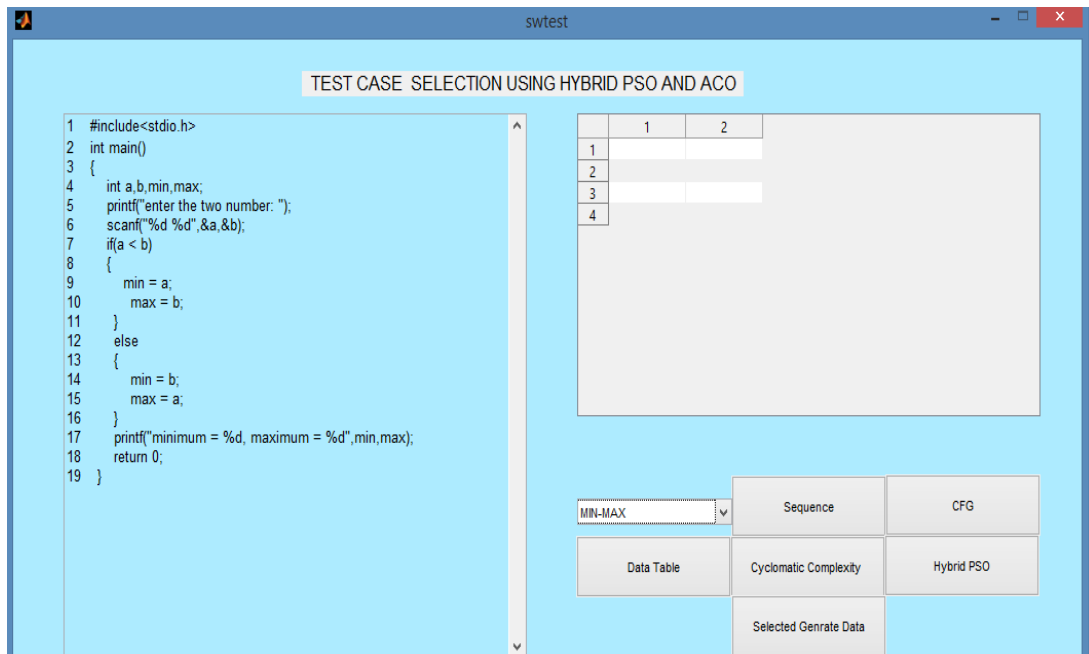 swtest
TEST CASE SELECTION USING HYBRID PSO AND ACO
1 #include<stdio.h>
2 int main()
3 {
4 int a,b,min,max;
5 printf("enter the two number: ");
6 scanf("%d %d",&a,&b);
7 if(a < b)
8 {
9 min = a;
10 max = b;
11 }
12 else
13 {
14 min = b;
15 max = a;
16 }
17 printf("minimum = %d, maximum = %d",min,max);
18 return 0;
19 }
1 2
1
2
3
4
MIN-MAX
Sequence
CFG
Data Table
Cyclomatic Complexity
Hybrid PSO
Selected Genrate Data